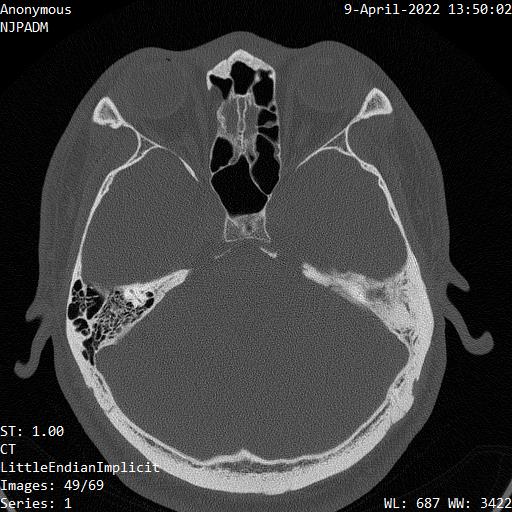 Anonymous
NJPADM
9-April-2022 13:50:02
ST: 1.00
CT
LittleEndianImplicit
Images: 49/69
Series: 1
WL: 687 WW: 3422